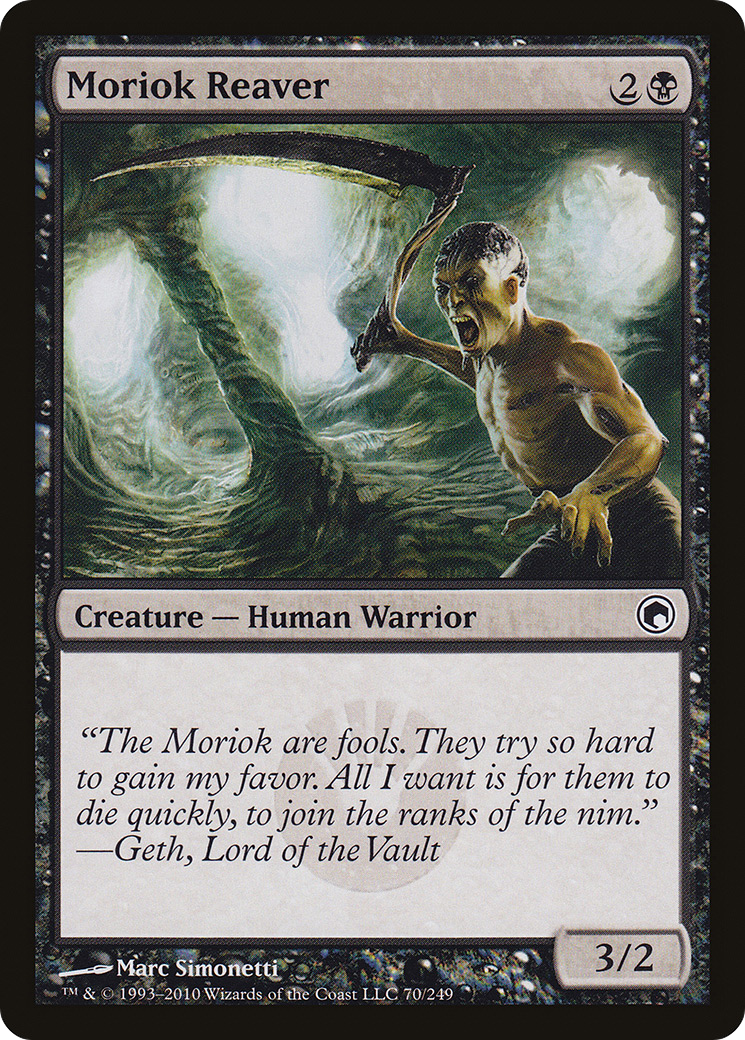 Moriok Reaver 2
Creature — Human Warrior
“The Moriok are fools. They try so hard
to gain my favor. All I want is for them to
die quickly, to join the ranks of the nim.”
—Geth, Lord of the Vault
3/2
Marc Simonetti
™ & © 1993–2010 Wizards of the Coast LLC 70/249